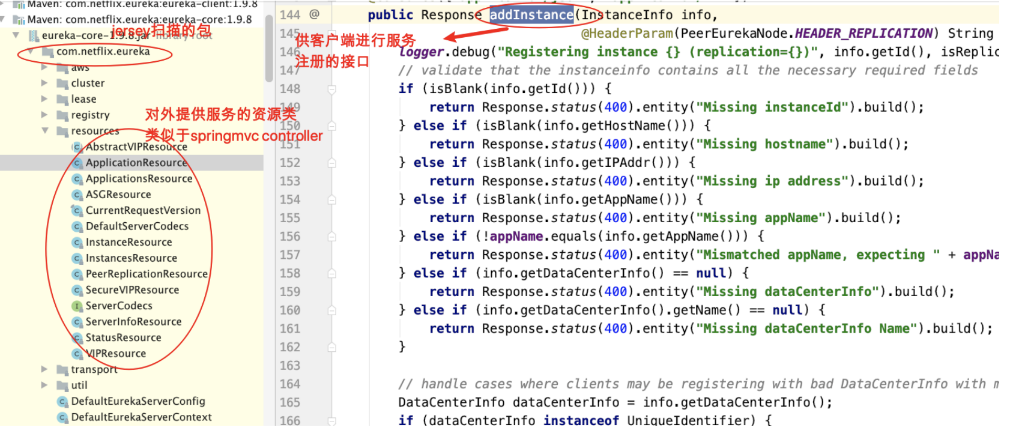 Maven: com.netflix.eureka:eureka-client:1.9.8
Maven: com.netflix.eureka:eureka-core:1.9.8
eureka-core-1.9.8.jar library root
jersey扫描的包
com.netflix.eureka
aws
cluster
lease
registry
对外提供服务的资源类
类似于springmvc controller
resources
AbstractVIPResource
ApplicationResource
ApplicationsResource
ASGResource
CurrentRequestVersion
DefaultServerCodecs
InstanceResource
InstancesResource
PeerReplicationResource
SecureVIPResource
ServerCodecs
ServerInfoResource
StatusResource
VIPResource
transport
util
DefaultEurekaServerConfig
DefaultEurekaServerContext
供客户端进行服务
注册的接口
144 @ public Response addInstance(InstanceInfo info,
145 @HeaderParam(PeerEurekaNode.HEADER_REPLICATION) String
146 logger.debug("Registering instance {} (replication={})", info.getId(), isReplic
147 // validate that the instanceinfo contains all the necessary required fields
148 if (isBlank(info.getId())) {
149 return Response.status(400).entity("Missing instanceId").build();
150 } else if (isBlank(info.getHostName())) {
151 return Response.status(400).entity("Missing hostname").build();
152 } else if (isBlank(info.getIPAddr())) {
153 return Response.status(400).entity("Missing ip address").build();
154 } else if (isBlank(info.getAppName())) {
155 return Response.status(400).entity("Missing appName").build();
156 } else if (!appName.equals(info.getAppName())) {
157 return Response.status(400).entity("Mismatched appName, expecting " + appNa
158 } else if (info.getDataCenterInfo() == null) {
159 return Response.status(400).entity("Missing dataCenterInfo").build();
160 } else if (info.getDataCenterInfo().getName() == null) {
161 return Response.status(400).entity("Missing dataCenterInfo Name").build();
162 }
163
164 // handle cases where clients may be registering with bad DataCenterInfo with m
165 DataCenterInfo dataCenterInfo = info.getDataCenterInfo();
166 if (dataCenterInfo instanceof UniqueIdentifier) {